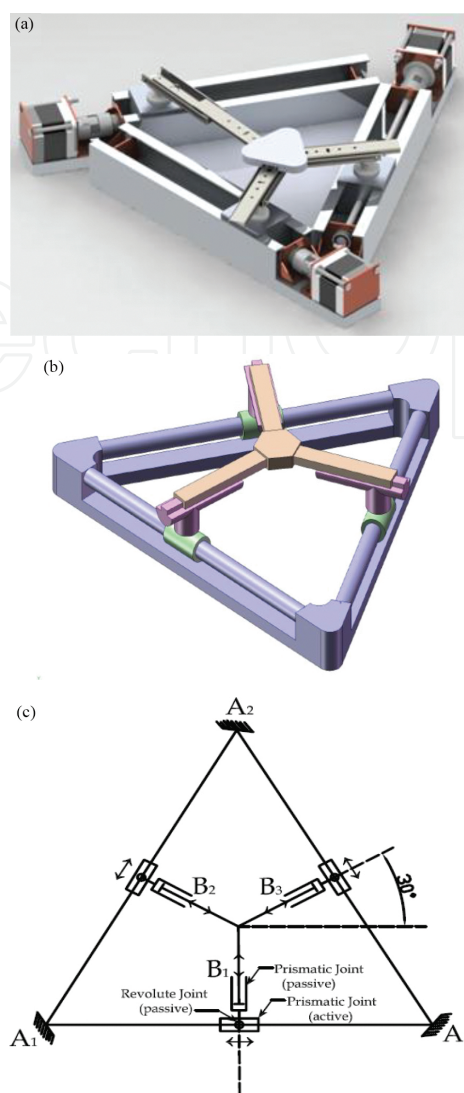 (a)
(b)
(c)
A2
B2
B3
30°
B1
Prismatic Joint
(passive)
Revolute Joint
(passive)
Prismatic Joint
(active)
A1
A